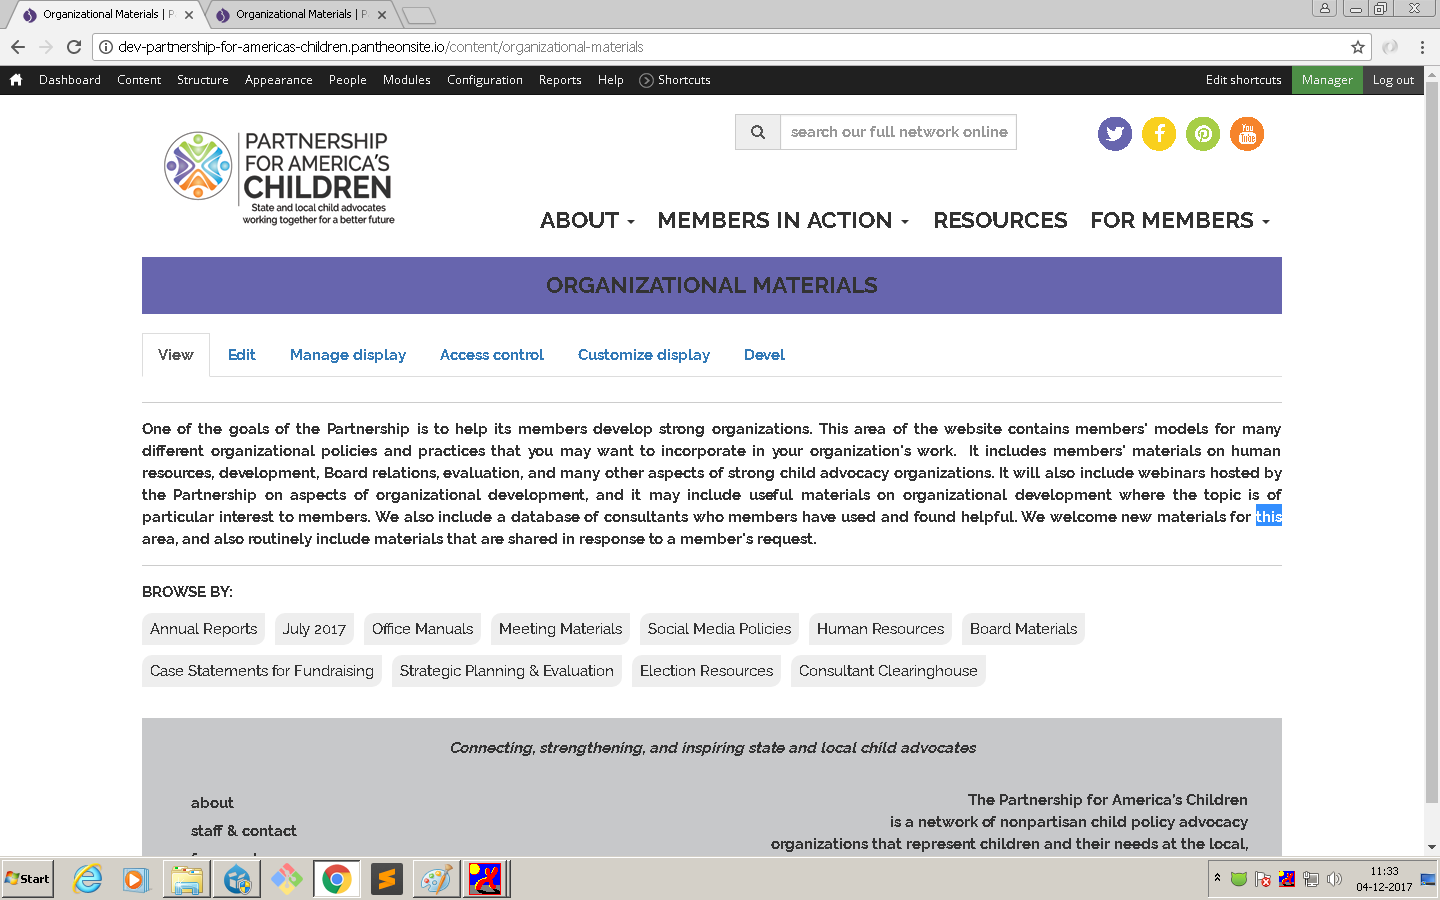 Organizational Materials | P
Organizational Materials | P
dev-partnership-for-americas-children.pantheonsite.io/content/organizational-materials
Dashboard Content Structure Appearance People Modules Configuration Reports Help Shortcuts Edit shortcuts Manager Log out
PARTNERSHIP
FOR AMERICA'S
CHILDREN
State and local child advocates
working together for a better future
search our full network online
You
Tube
ABOUT MEMBERS IN ACTION RESOURCES FOR MEMBERS
ORGANIZATIONAL MATERIALS
View Edit Manage display Access control Customize display Devel
One of the goals of the Partnership is to help its members develop strong organizations. This area of the website contains members' models for many
different organizational policies and practices that you may want to incorporate in your organization's work. It includes members' materials on human
resources, development, Board relations, evaluation, and many other aspects of strong child advocacy organizations. It will also include webinars hosted by
the Partnership on aspects of organizational development, and it may include useful materials on organizational development where the topic is of
particular interest to members. We also include a database of consultants who members have used and found helpful. We welcome new materials for this
area, and also routinely include materials that are shared in response to a member's request.
BROWSE BY:
Annual Reports July 2017 Office Manuals Meeting Materials Social Media Policies Human Resources Board Materials
Case Statements for Fundraising Strategic Planning & Evaluation Election Resources Consultant Clearinghouse
Connecting, strengthening, and inspiring state and local child advocates
about
staff & contact
The Partnership for America's Children
is a network of nonpartisan child policy advocacy
organizations that represent children and their needs at the local,
Start
11:33
04-12-2017